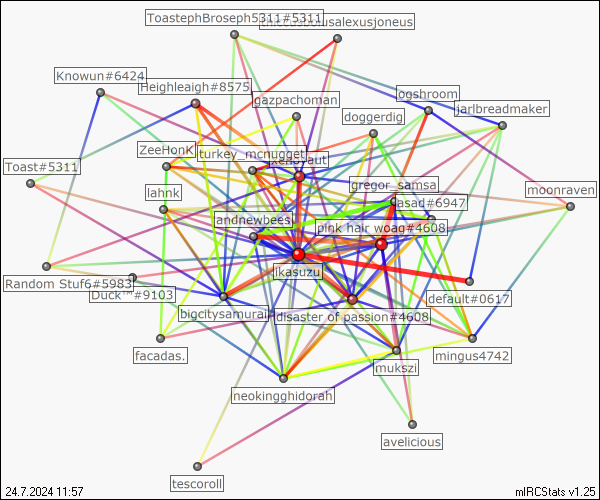 ToastephBroseph5311#5311
Knowun#6424
Heighleaigh#8575
ogshroom
gazpachoman
jarlbreadmaker
doggerdig
ZeeHonK
turkey_mcnugget
Toast#5311
gregor_samsa
moonraven
lahnk
asad#6947
andnewbees
pink hair woag#4608
ikasuzu
Random Stuf6#5983
Duck™#9103
default#0617
bigcitysamurai
disaster of passion#4608
facadas.
mingus4742
mukszi
neokingghidorah
avelicious
tescoroll
24.7.2024 11:57
mIRCStats v1.25